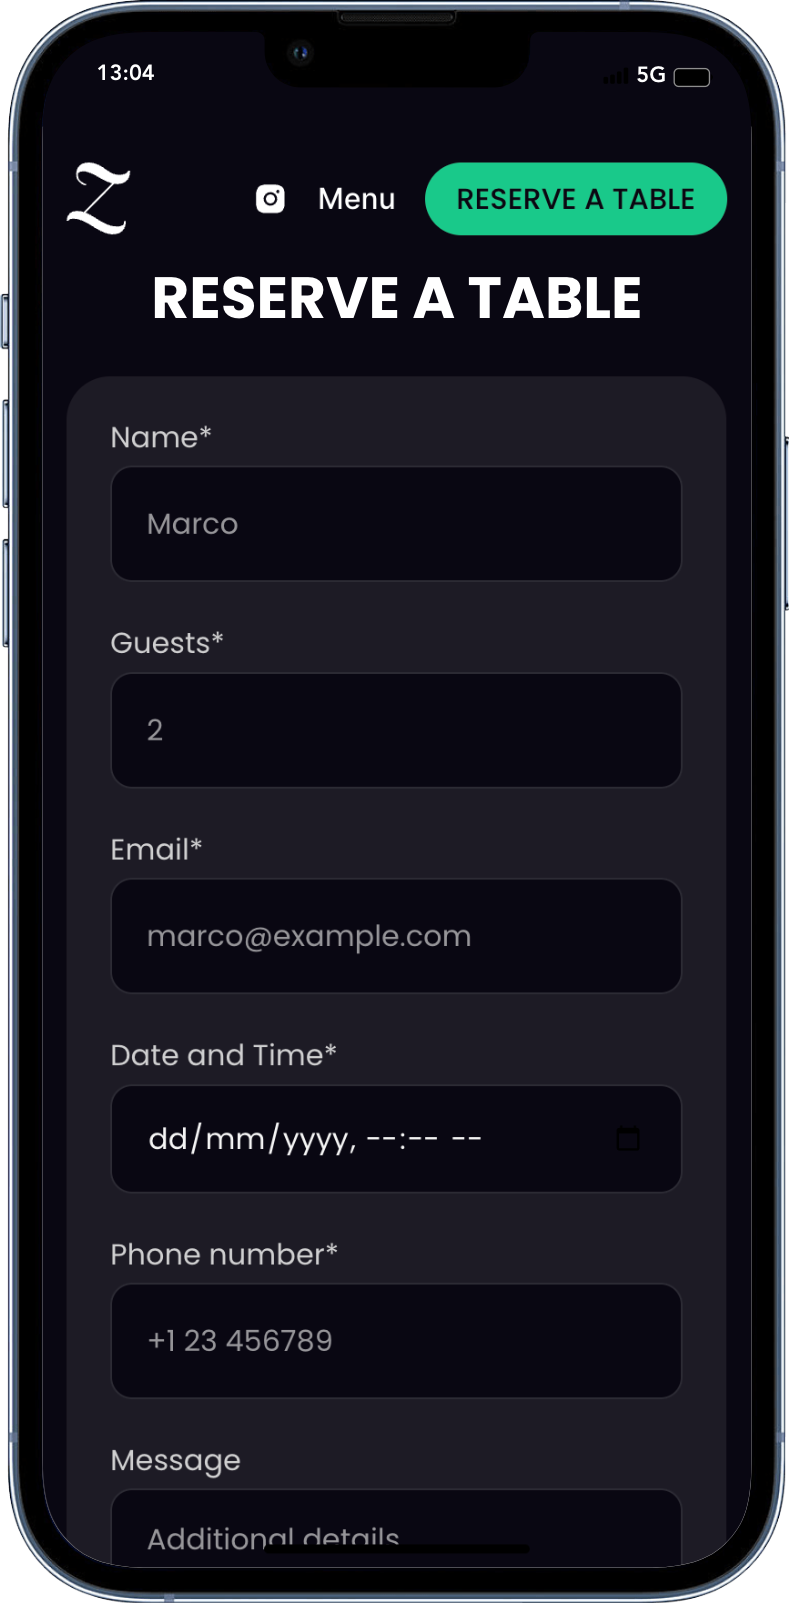 13:04
5G
Z
Menu
RESERVE A TABLE
RESERVE A TABLE
Name*
Marco
Guests*
2
Email*
marco@example.com
Date and Time*
dd/mm/yyyy, --:-- --
Phone number*
+1 23 456789
Message
Additional details